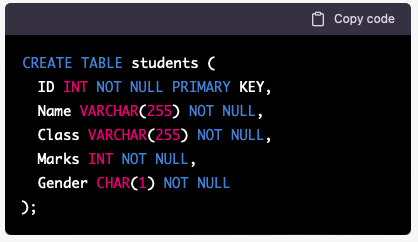 Copy code
CREATE TABLE students (
  ID INT NOT NULL PRIMARY KEY,
  Name VARCHAR(255) NOT NULL,
  Class VARCHAR(255) NOT NULL,
  Marks INT NOT NULL,
  Gender CHAR(1) NOT NULL
);